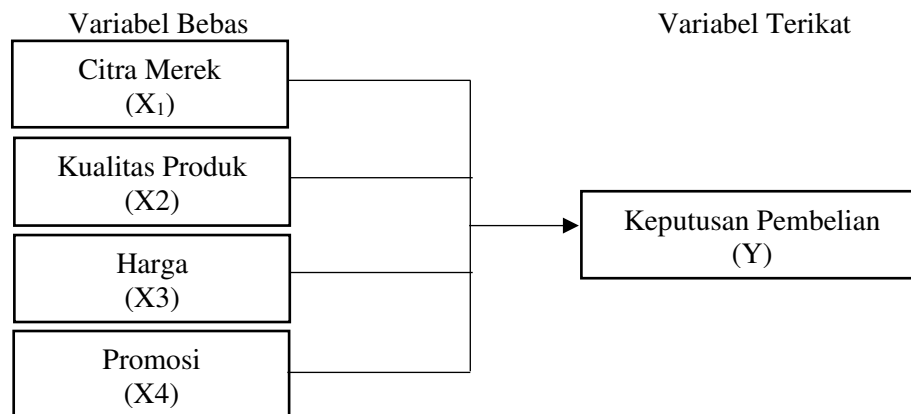 Variabel Bebas
Variabel Terikat
Citra Merek
(X₁)
Kualitas Produk
(X2)
Harga
(X3)
Promosi
(X4)
Keputusan Pembelian
(Y)